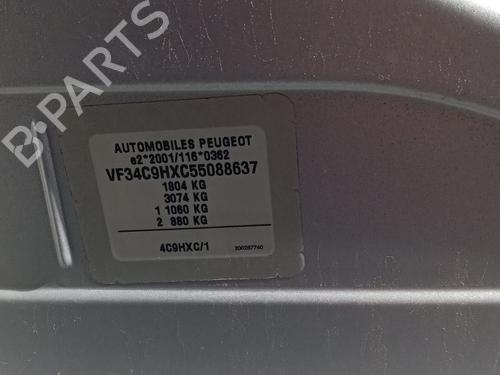 B-PARTS
B-PARTS
AUTOMOBILES PEUGEOT
e2*2001/116*0362
VF34C9HXC55088637
1804 KG
3074 KG
1 1060 KG
2 880 KG
4C9HXC/1